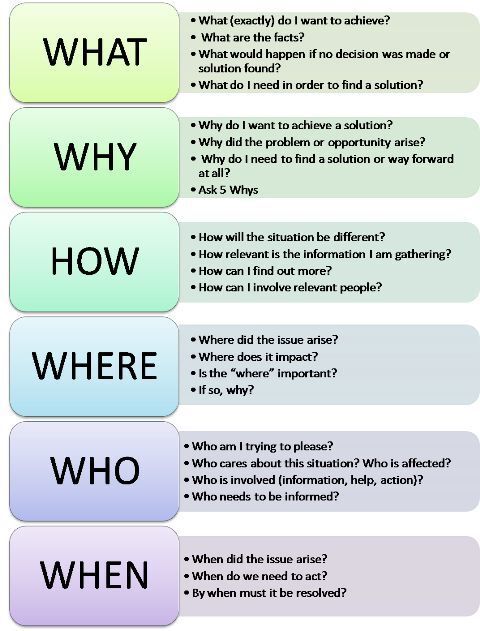 WHAT
• What (exactly) do I want to achieve?
• What are the facts?
• What would happen if no decision was made or
solution found?
• What do I need in order to find a solution?
WHY
• Why do I want to achieve a solution?
• Why did the problem or opportunity arise?
• Why do I need to find a solution or way forward
at all?
• Ask 5 Whys
HOW
• How will the situation be different?
• How relevant is the information I am gathering?
• How can I find out more?
• How can I involve relevant people?
WHERE
• Where did the issue arise?
• Where does it impact?
• Is the “where” important?
• If so, why?
WHO
• Who am I trying to please?
• Who cares about this situation? Who is affected?
• Who is involved (information, help, action)?
• Who needs to be informed?
WHEN
• When did the issue arise?
• When do we need to act?
• By when must it be resolved?